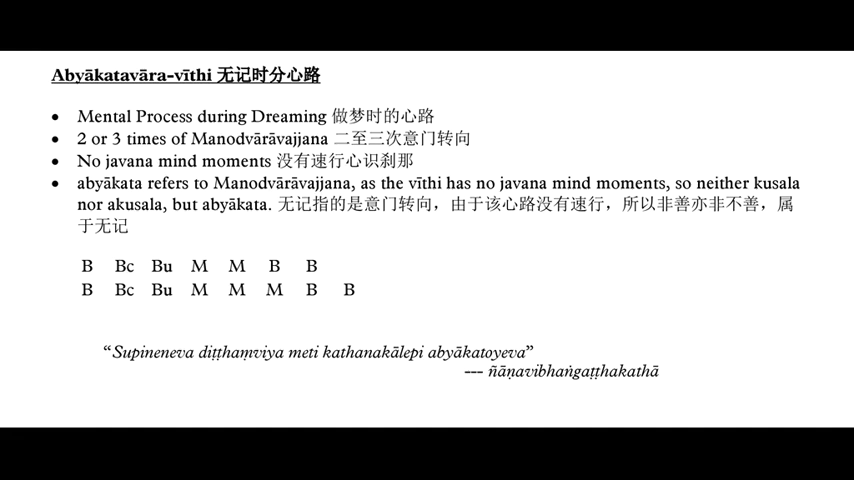 Abyākatavāra-vīthi 无记时分心路
• Mental Process during Dreaming 做梦时的心路
• 2 or 3 times of Manodvārāvajjana 二至三次意门转向
• No javana mind moments 没有速行心识刹那
• abyākata refers to Manodvārāvajjana, as the vīthi has no javana mind moments, so neither kusala
nor akusala, but abyākata. 无记指的是意门转向，由于该心路没有速行，所以非善亦非不善，属
于无记
B Bc Bu M M B B
B Bc Bu M M M B B
“Supineneva diṭṭhaṃviya meti kathanakālepi abyākatoyeva”
--- ñāṇavibhaṅgaṭṭhakathā